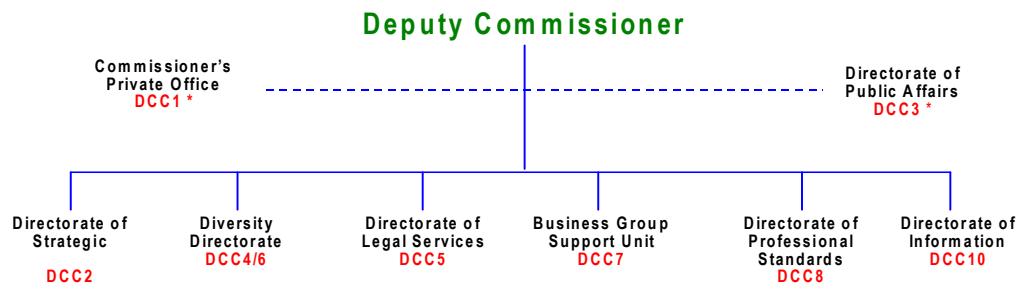 Deputy Commissioner
Commissioner's
Private Office
DCC1 *
Directorate of
Public Affairs
DCC3 *
Directorate of
Strategic
DCC2
Diversity
Directorate
DCC4/6
Directorate of
Legal Services
DCC5
Business Group
Support Unit
DCC7
Directorate of
Professional
Standards
DCC8
Directorate of
Information
DCC10